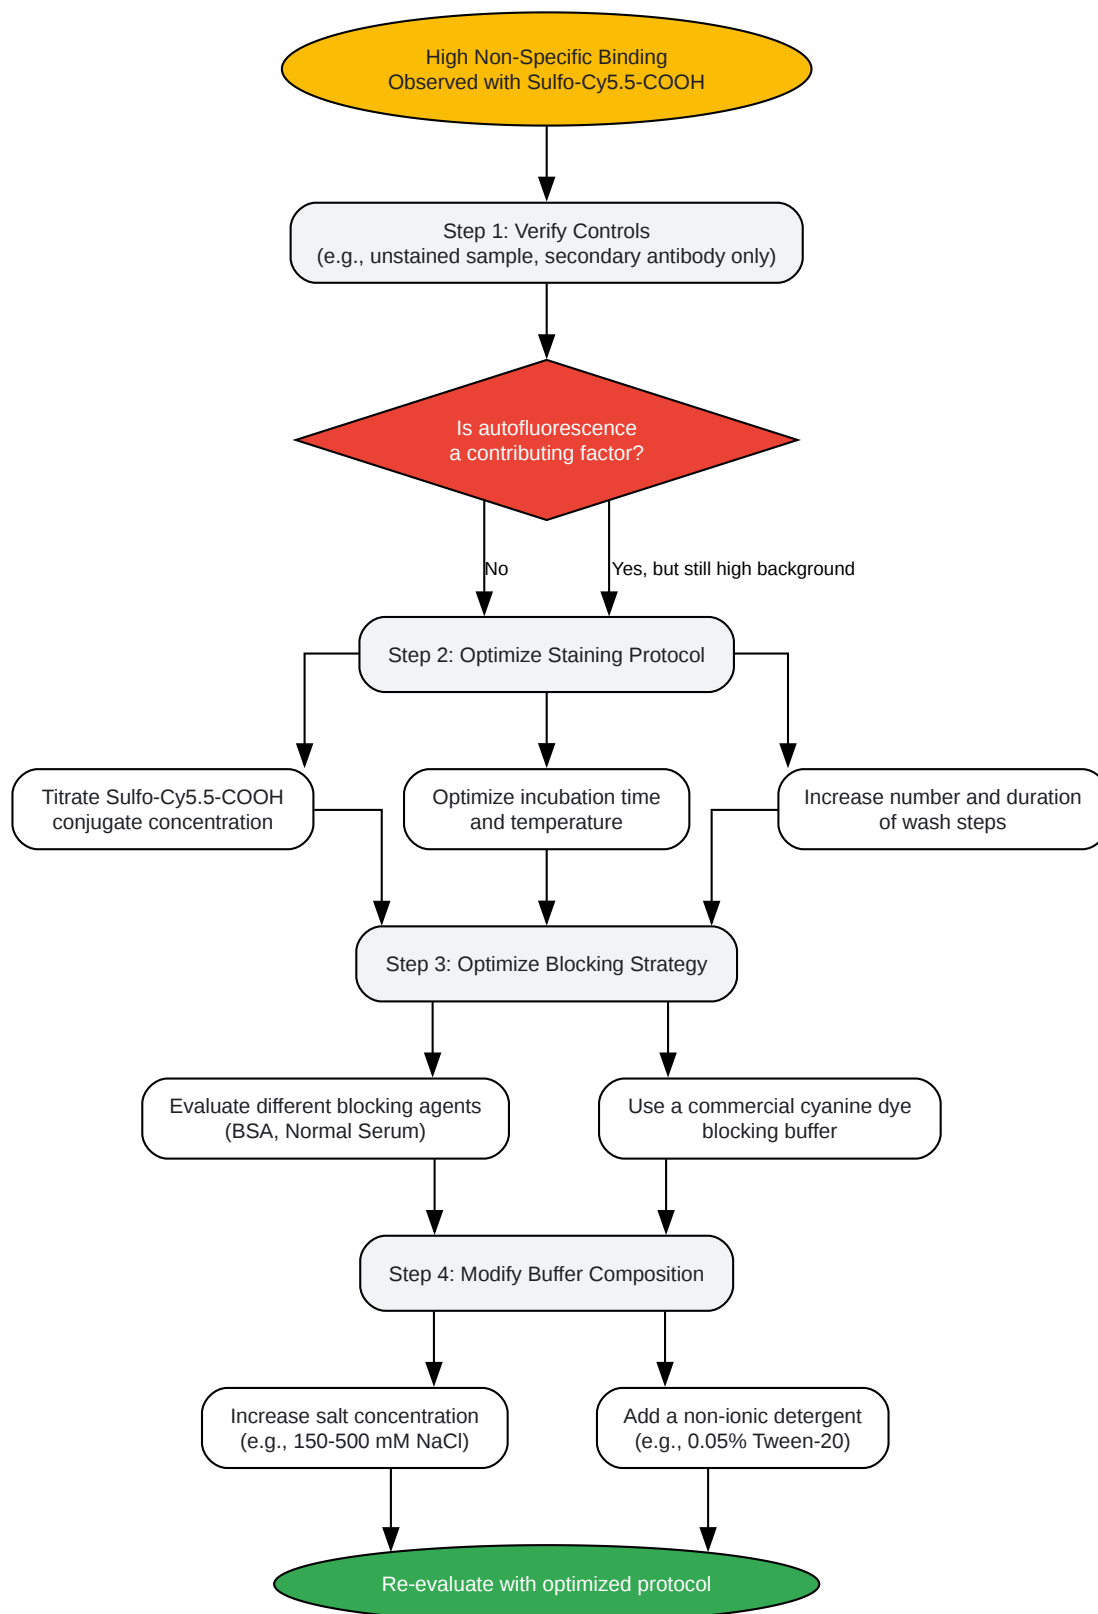 High Non-Specific Binding
Observed with Sulfo-Cy5.5-COOH
Step 1: Verify Controls
(e.g., unstained sample, secondary antibody only)
Is autofluorescence
a contributing factor?
No
Yes, but still high background
Step 2: Optimize Staining Protocol
Titrate Sulfo-Cy5.5-COOH
conjugate concentration
Optimize incubation time
and temperature
Increase number and duration
of wash steps
Step 3: Optimize Blocking Strategy
Evaluate different blocking agents
(BSA, Normal Serum)
Use a commercial cyanine dye
blocking buffer
Step 4: Modify Buffer Composition
Increase salt concentration
(e.g., 150-500 mM NaCl)
Add a non-ionic detergent
(e.g., 0.05% Tween-20)
Re-evaluate with optimized protocol